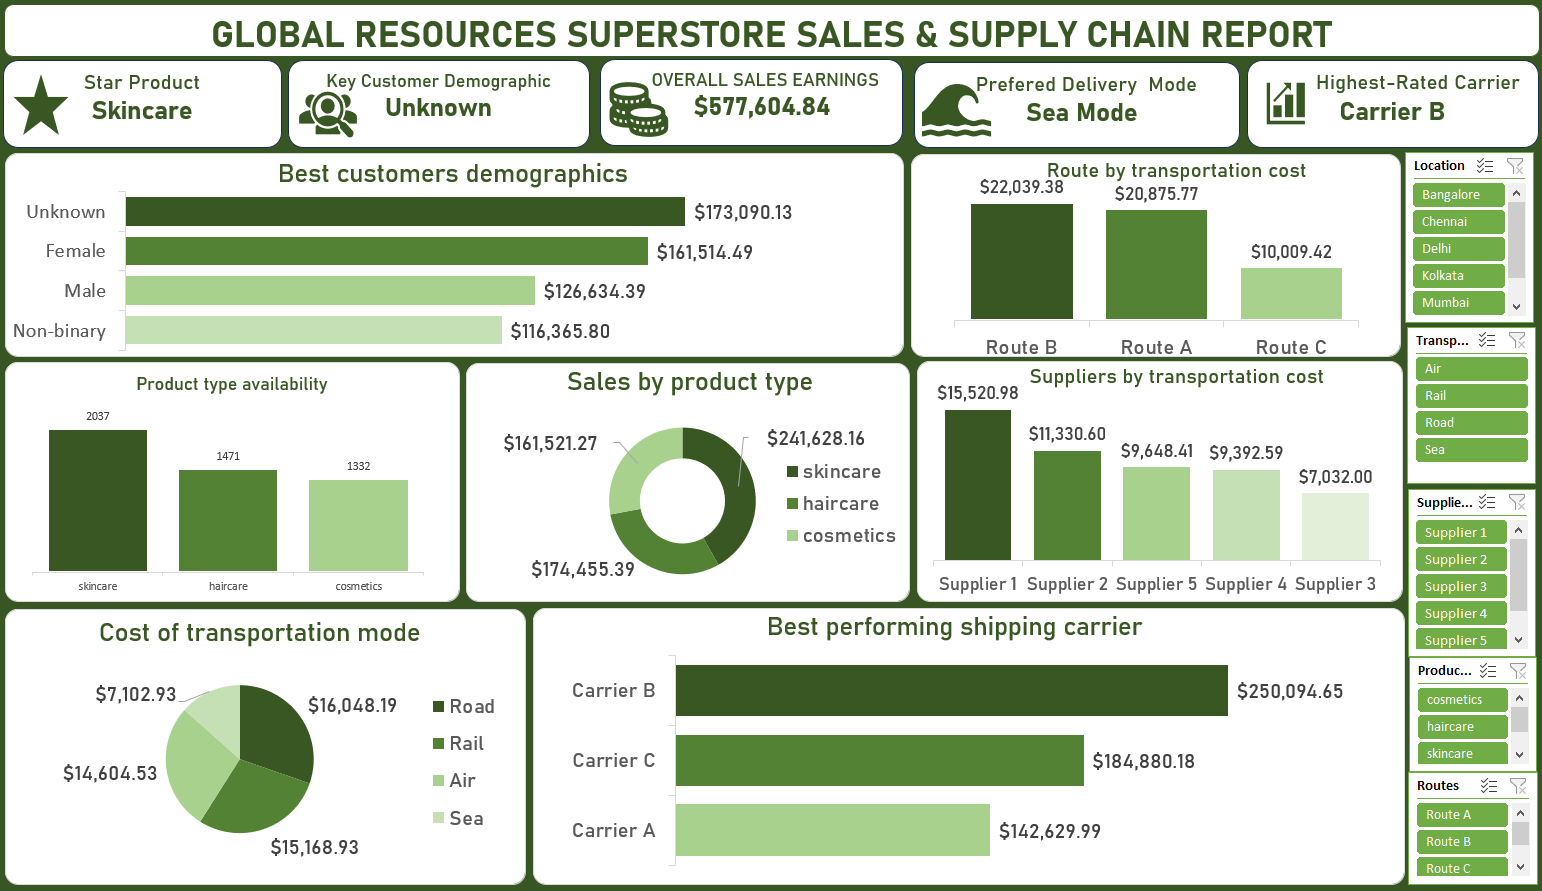 GLOBAL RESOURCES SUPERSTORE SALES & SUPPLY CHAIN REPORT
Star Product
Skincare
Key Customer Demographic
Unknown
OVERALL SALES EARNINGS
$577,604.84
Prefered Delivery Mode
Sea Mode
Highest-Rated Carrier
Carrier B
Best customers demographics
Unknown $173,090.13
Female $161,514.49
Male $126,634.39
Non-binary $116,365.80
Route by transportation cost
$22,039.38 $20,875.77 $10,009.42
Route B Route A Route C
Location
Bangalore
Chennai
Delhi
Kolkata
Mumbai
Product type availability
2037 1471 1332
skincare haircare cosmetics
Sales by product type
$161,521.27 $241,628.16
$174,455.39
skincare
haircare
cosmetics
Suppliers by transportation cost
$15,520.98 $11,330.60 $9,648.41 $9,392.59 $7,032.00
Supplier 1 Supplier 2 Supplier 5 Supplier 4 Supplier 3
Transp...
Air
Rail
Road
Sea
Supplie...
Supplier 1
Supplier 2
Supplier 3
Supplier 4
Supplier 5
Cost of transportation mode
$7,102.93 $16,048.19
$14,604.53
$15,168.93
Road
Rail
Air
Sea
Best performing shipping carrier
Carrier B $250,094.65
Carrier C $184,880.18
Carrier A $142,629.99
Produc...
cosmetics
haircare
skincare
Routes
Route A
Route B
Route C